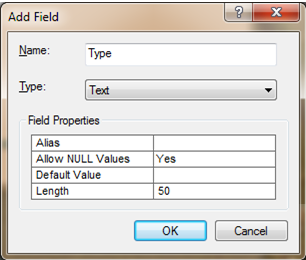 Add Field
?
Name: Type
Type: Text
Field Properties
Alias
Allow NULL Values Yes
Default Value
Length 50
OK Cancel